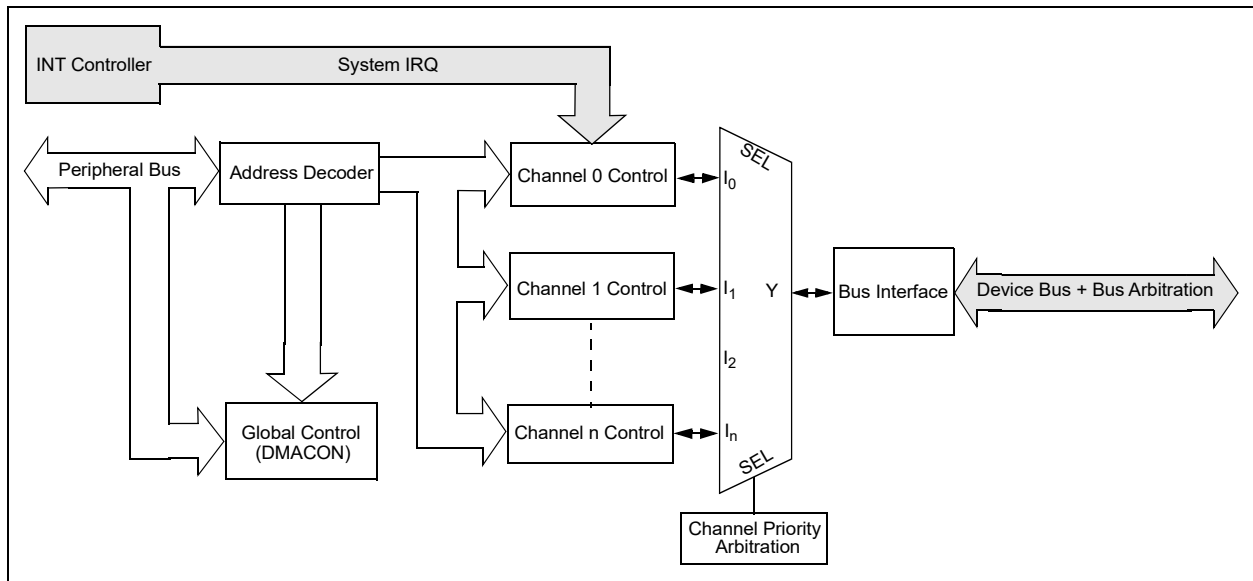 INT Controller
System IRQ
Peripheral Bus
Address Decoder
Channel 0 Control
SEL
I0
Channel 1 Control
I1
Y
Bus Interface
Device Bus + Bus Arbitration
I2
Global Control
(DMACON)
Channel n Control
In
SEL
Channel Priority
Arbitration